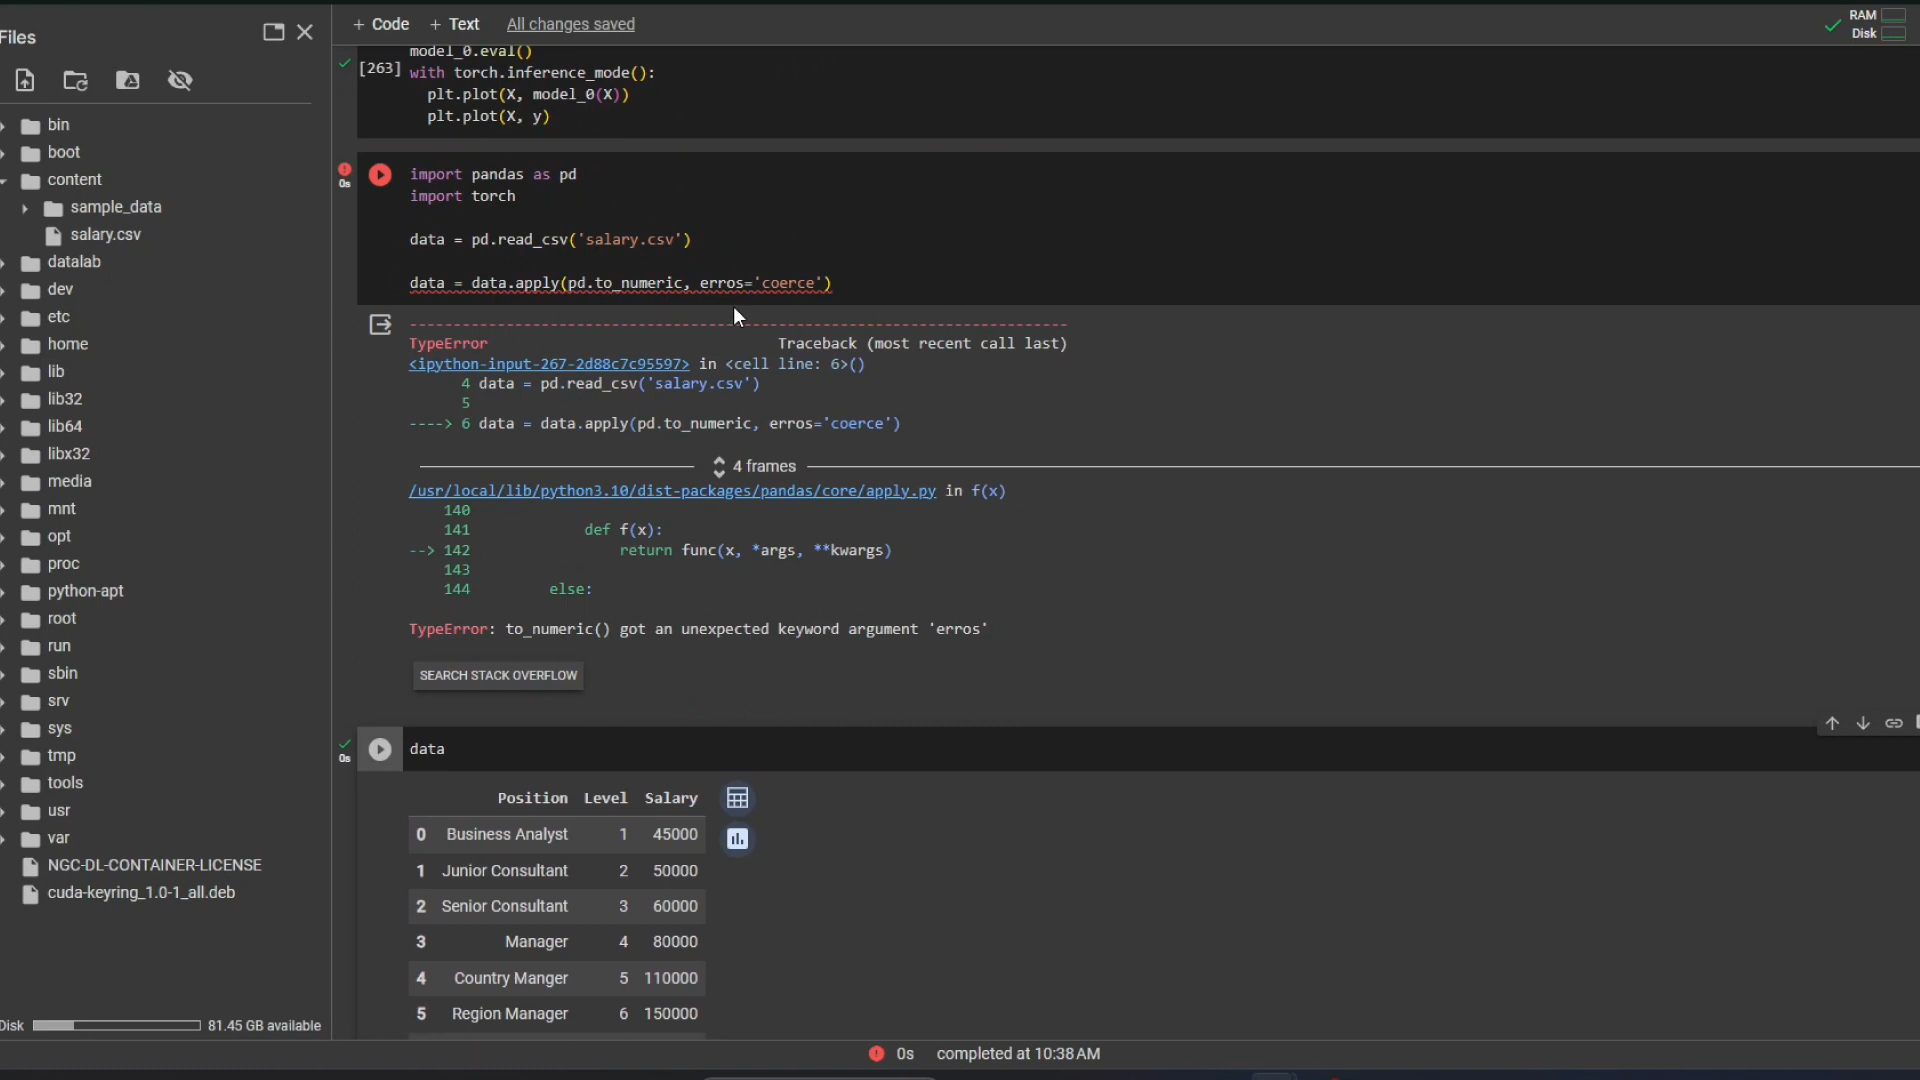 Files
bin
boot
content
sample_data
salary.csv
datalab
dev
etc
home
lib
lib32
lib64
libx32
media
mnt
opt
proc
python-apt
root
run
sbin
srv
sys
tmp
tools
usr
var
NGC-DL-CONTAINER-LICENSE
cuda-keyring_1.0-1_all.deb
Disk 81.45 GB available
+ Code + Text All changes saved
RAM
Disk
model_0.eval()
[263] with torch.inference_mode():
plt.plot(X, model_0(X))
plt.plot(X, y)
0s
import pandas as pd
import torch
data = pd.read_csv('salary.csv')
data = data.apply(pd.to_numeric, erros='coerce')
---------------------------------------------------------------------------
TypeError Traceback (most recent call last)
<ipython-input-267-2d88c7c95597> in <cell line: 6>()
4 data = pd.read_csv('salary.csv')
5
----> 6 data = data.apply(pd.to_numeric, erros='coerce')
4 frames
/usr/local/lib/python3.10/dist-packages/pandas/core/apply.py in f(x)
140
141 def f(x):
--> 142 return func(x, *args, **kwargs)
143
144 else:
TypeError: to_numeric() got an unexpected keyword argument 'erros'
SEARCH STACK OVERFLOW
0s
data
Position Level Salary
0 Business Analyst 1 45000
1 Junior Consultant 2 50000
2 Senior Consultant 3 60000
3 Manager 4 80000
4 Country Manger 5 110000
5 Region Manager 6 150000
0s completed at 10:38 AM